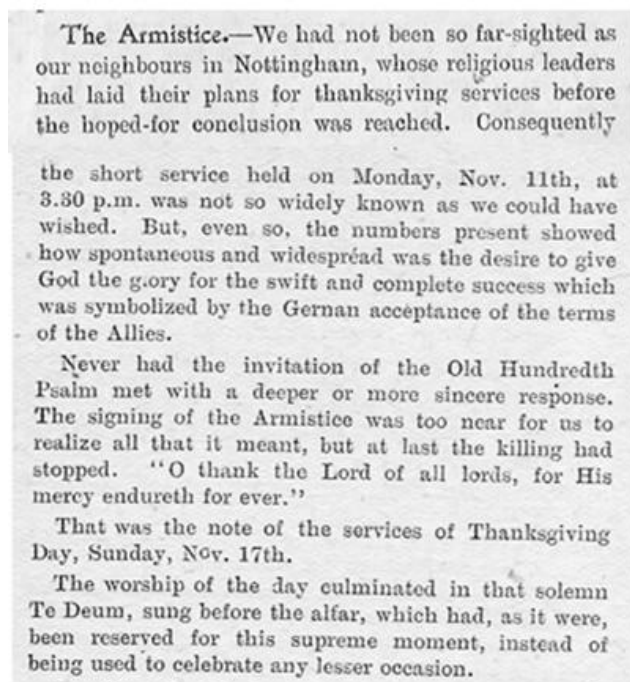 The Armistice.—We had not been so far-sighted as
our neighbours in Nottingham, whose religious leaders
had laid their plans for thanksgiving services before
the hoped-for conclusion was reached. Consequently
the short service held on Monday, Nov. 11th, at
3.30 p.m. was not so widely known as we could have
wished. But, even so, the numbers present showed
how spontaneous and widespread was the desire to give
God the glory for the swift and complete success which
was symbolized by the Gernan acceptance of the terms
of the Allies.
Never had the invitation of the Old Hundredth
Psalm met with a deeper or more sincere response.
The signing of the Armistice was too near for us to
realize all that it meant, but at last the killing had
stopped. "O thank the Lord of all lords, for His
mercy endureth for ever."
That was the note of the services of Thanksgiving
Day, Sunday, Nov. 17th.
The worship of the day culminated in that solemn
Te Deum, sung before the altar, which had, as it were,
been reserved for this supreme moment, instead of
being used to celebrate any lesser occasion.